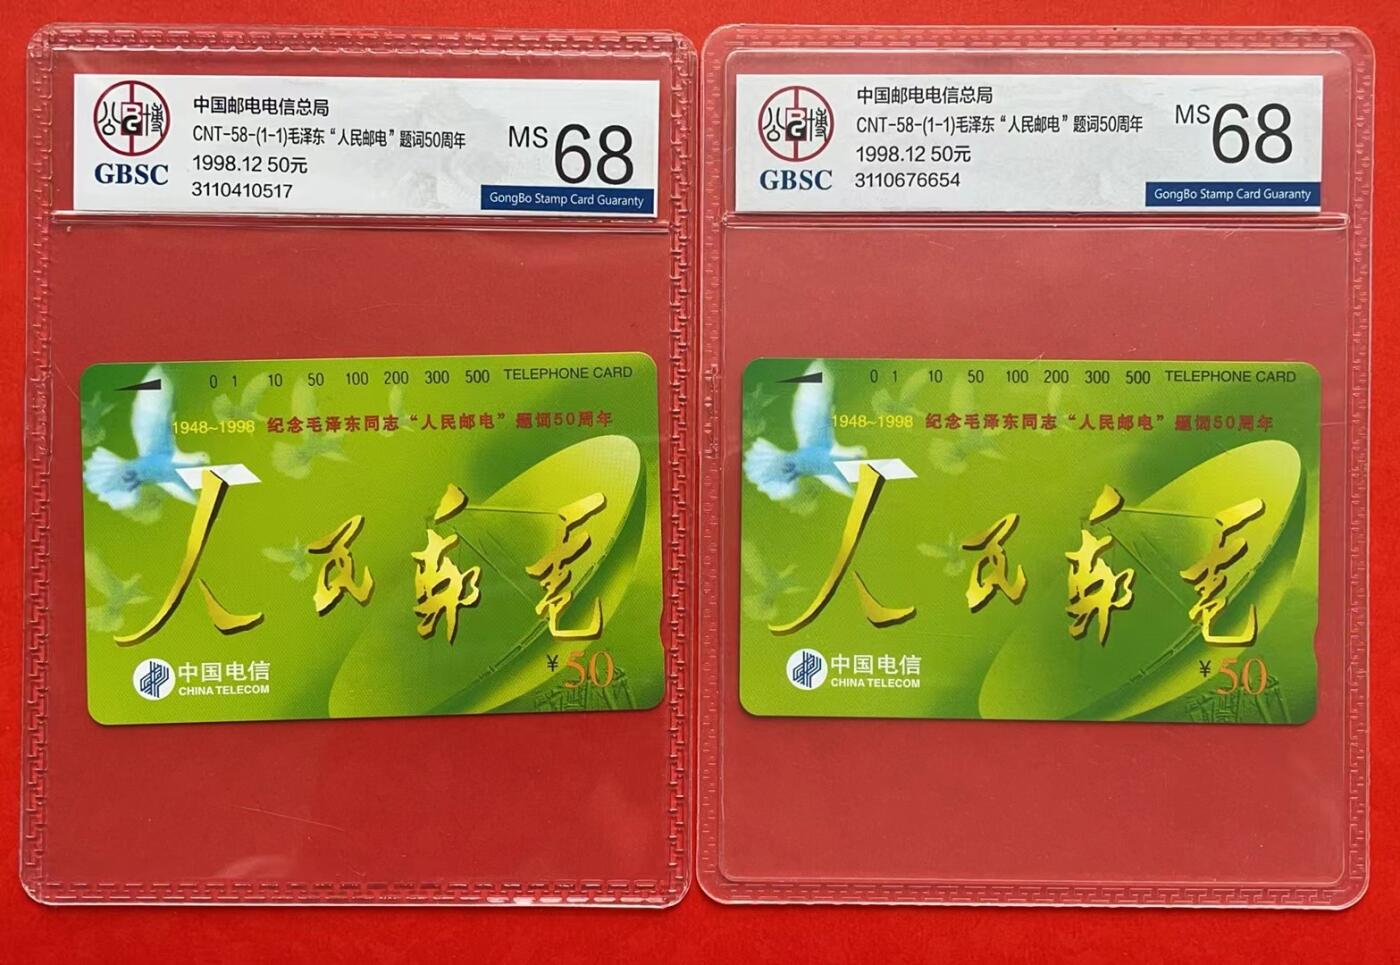 公博
GBSC
中国邮电电信总局
CNT-58-(1-1)毛泽东“人民邮电”题词50周年
1998.12 50元
3110410517
MS 68
GongBo Stamp Card Guaranty
0 1 10 50 100 200 300 500 TELEPHONE CARD
1948~1998 纪念毛泽东同志“人民邮电”题词50周年
人民邮电
中国电信
CHINA TELECOM
¥50
公博
GBSC
中国邮电电信总局
CNT-58-(1-1)毛泽东“人民邮电”题词50周年
1998.12 50元
3110676654
MS 68
GongBo Stamp Card Guaranty
0 1 10 50 100 200 300 500 TELEPHONE CARD
1948~1998 纪念毛泽东同志“人民邮电”题词50周年
人民邮电
中国电信
CHINA TELECOM
¥50